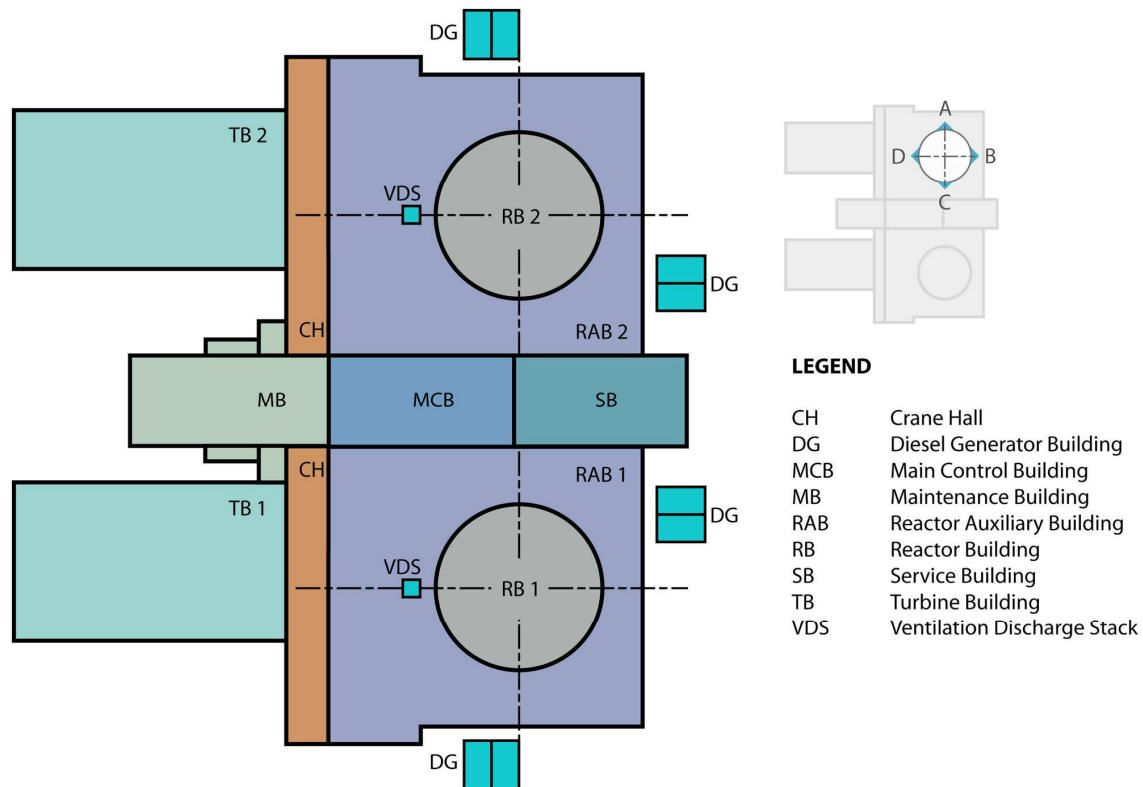 DG
TB 2
VDS
RB 2
DG
CH
RAB 2
MB
MCB
SB
CH
RAB 1
TB 1
DG
VDS
RB 1
DG
A
D
B
C
LEGEND
CH Crane Hall
DG Diesel Generator Building
MCB Main Control Building
MB Maintenance Building
RAB Reactor Auxiliary Building
RB Reactor Building
SB Service Building
TB Turbine Building
VDS Ventilation Discharge Stack